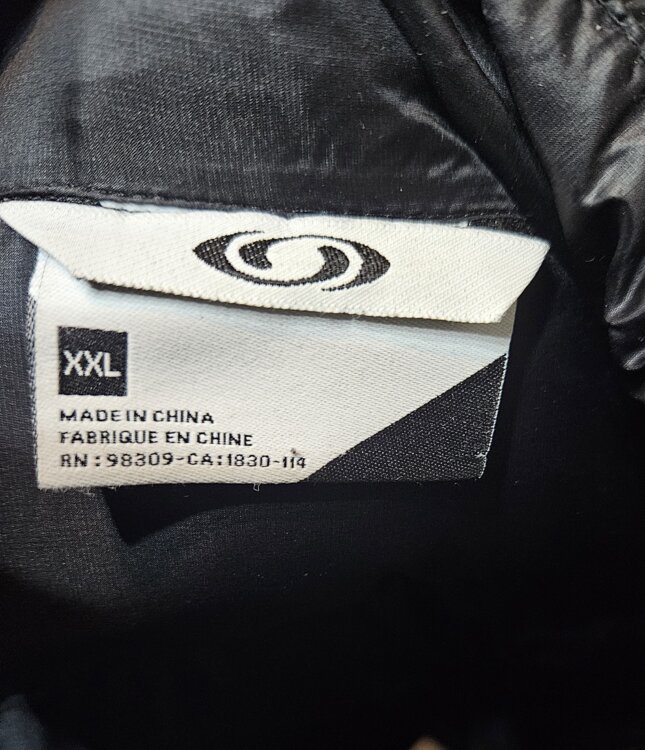 XXL
MADE IN CHINA
FABRIQUE EN CHINE
RN:98309-CA:1830-114